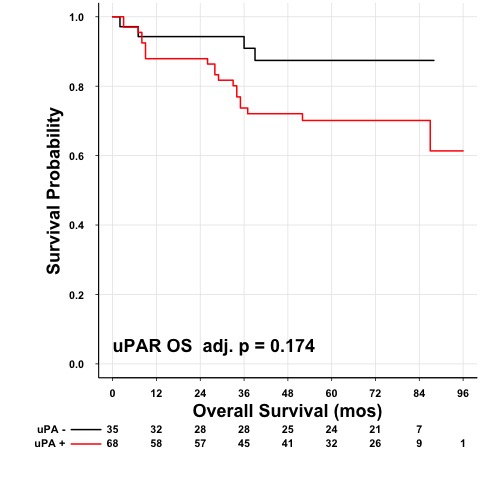 1.0
0.8
0.6
0.4
0.2
0.0
Survival Probability
uPAR OS adj. p = 0.174
0 12 24 36 48 60 72 84 96
Overall Survival (mos)
uPA - 35 32 28 28 25 24 21 7
uPA + 68 58 57 45 41 32 26 9 1